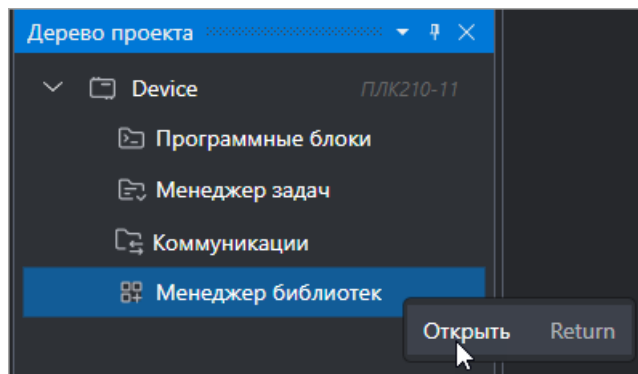 Дерево проекта
Device ПЛК210-11
Программные блоки
Менеджер задач
Коммуникации
Менеджер библиотек
Открыть Return